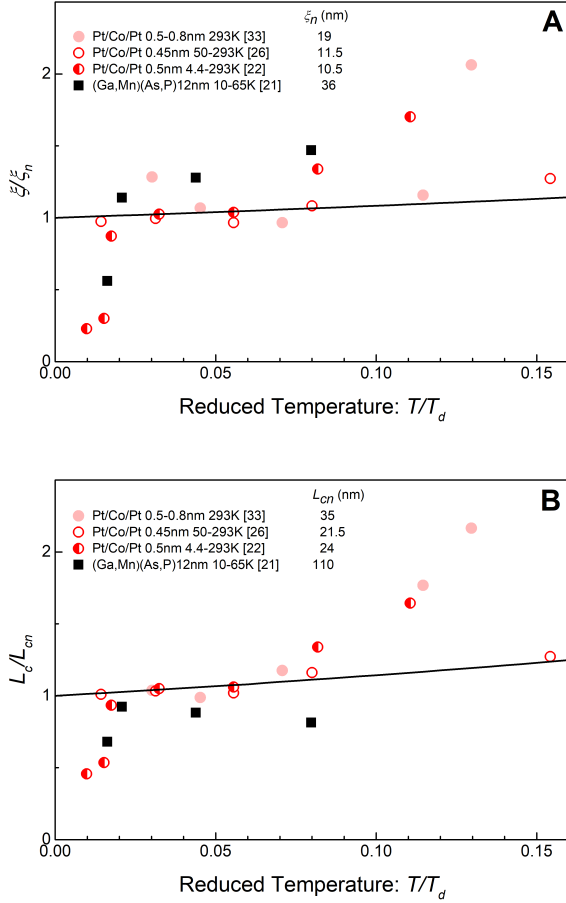 A
ξn (nm)
Pt/Co/Pt 0.5-0.8nm 293K [33] 19
Pt/Co/Pt 0.45nm 50-293K [26] 11.5
Pt/Co/Pt 0.5nm 4.4-293K [22] 10.5
(Ga,Mn)(As,P)12nm 10-65K [21] 36
2
1
0
ξ/ξn
0.00 0.05 0.10 0.15
Reduced Temperature: T/Td
B
Lcn (nm)
Pt/Co/Pt 0.5-0.8nm 293K [33] 35
Pt/Co/Pt 0.45nm 50-293K [26] 21.5
Pt/Co/Pt 0.5nm 4.4-293K [22] 24
(Ga,Mn)(As,P)12nm 10-65K [21] 110
2
1
0
Lc/Lcn
0.00 0.05 0.10 0.15
Reduced Temperature: T/Td